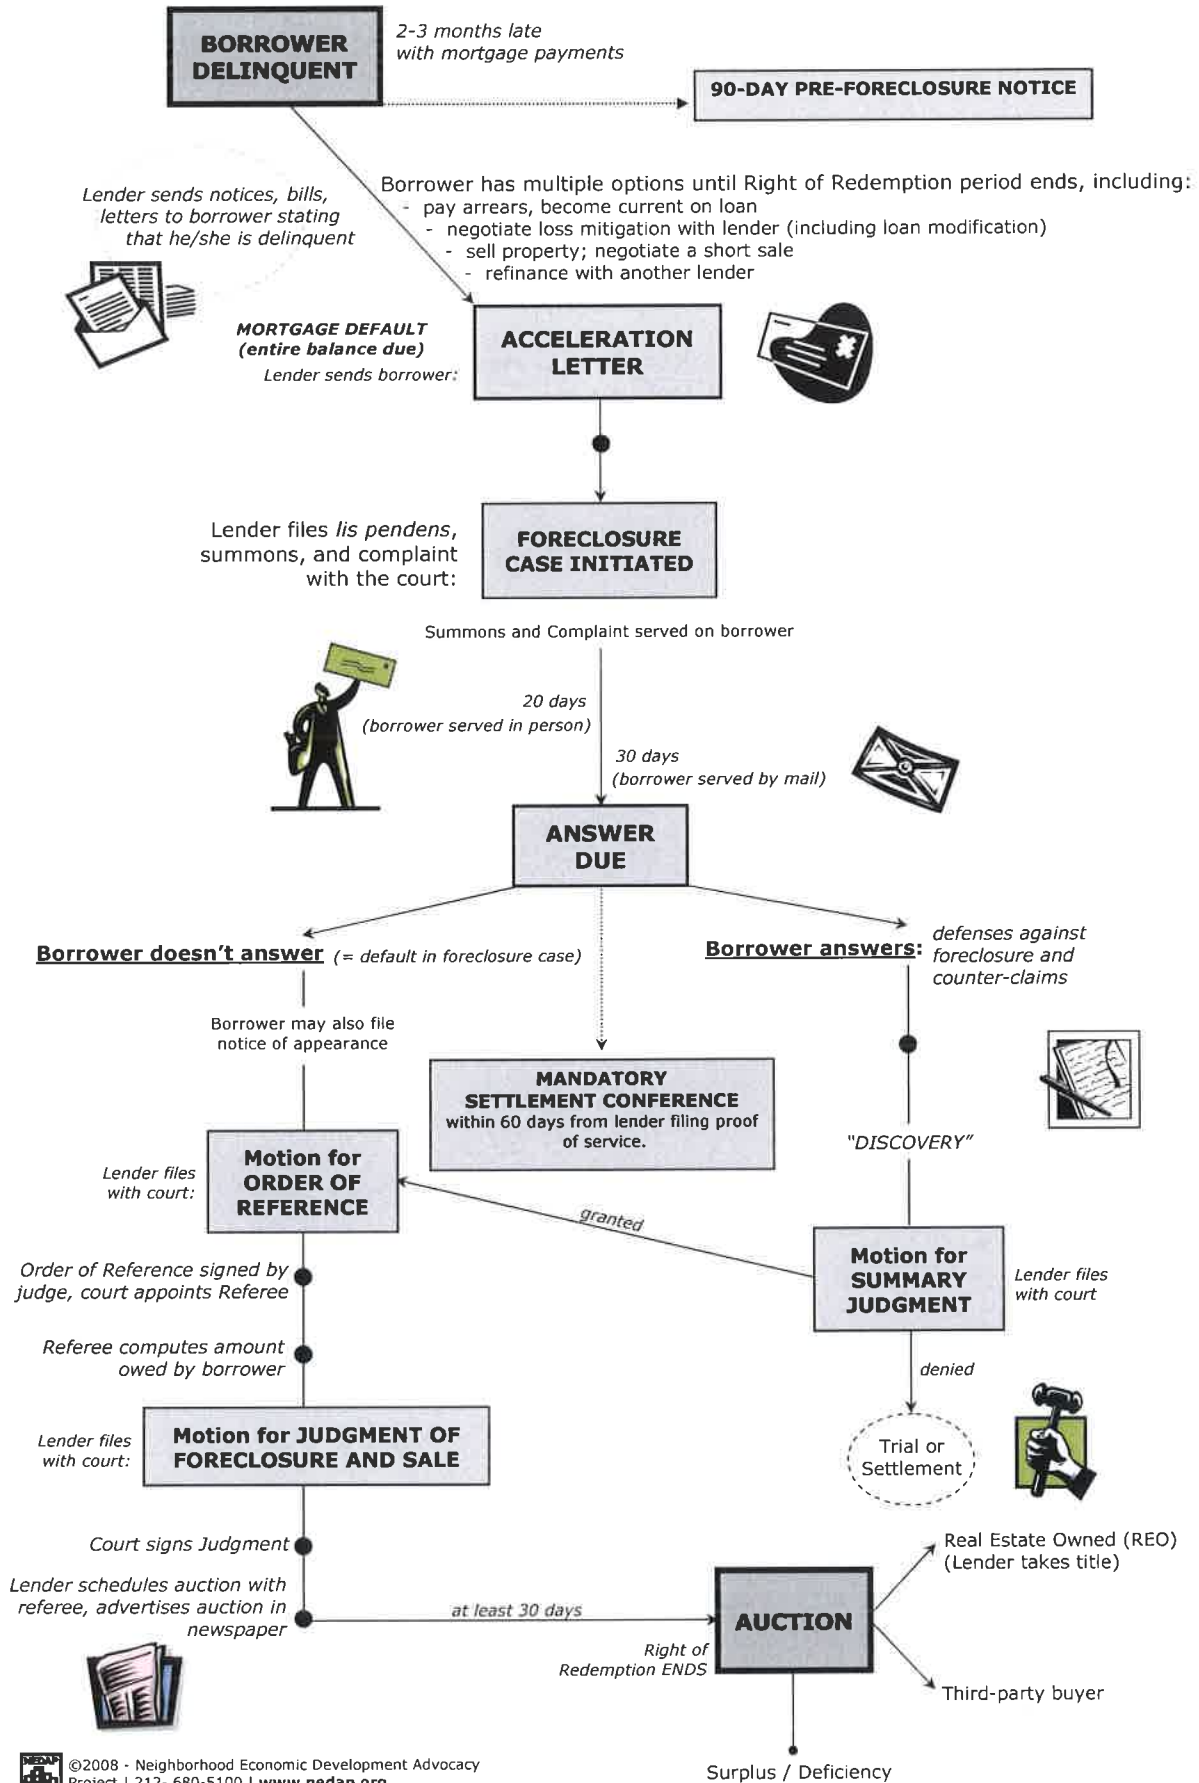 BORROWER
DELINQUENT
2-3 months late
with mortgage payments
90-DAY PRE-FORECLOSURE NOTICE
Lender sends notices, bills,
letters to borrower stating
that he/she is delinquent
Borrower has multiple options until Right of Redemption period ends, including:
- pay arrears, become current on loan
- negotiate loss mitigation with lender (including loan modification)
- sell property; negotiate a short sale
- refinance with another lender
MORTGAGE DEFAULT
(entire balance due)
Lender sends borrower:
ACCELERATION
LETTER
Lender files lis pendens,
summons, and complaint
with the court:
FORECLOSURE
CASE INITIATED
Summons and Complaint served on borrower
20 days
(borrower served in person)
30 days
(borrower served by mail)
ANSWER
DUE
Borrower doesn't answer (= default in foreclosure case)
Borrower answers:
defenses against
foreclosure and
counter-claims
Borrower may also file
notice of appearance
MANDATORY
SETTLEMENT CONFERENCE
within 60 days from lender filing proof
of service.
"DISCOVERY"
Lender files
with court:
Motion for
ORDER OF
REFERENCE
granted
Motion for
SUMMARY
JUDGMENT
Lender files
with court
Order of Reference signed by
judge, court appoints Referee
Referee computes amount
owed by borrower
denied
Trial or
Settlement
Lender files
with court:
Motion for JUDGMENT OF
FORECLOSURE AND SALE
Court signs Judgment
Lender schedules auction with
referee, advertises auction in
newspaper
at least 30 days
Right of
Redemption ENDS
AUCTION
Real Estate Owned (REO)
(Lender takes title)
Third-party buyer
Surplus / Deficiency
NEDAP
©2008 - Neighborhood Economic Development Advocacy
Project | 212- 680-5100 | www.nedap.org